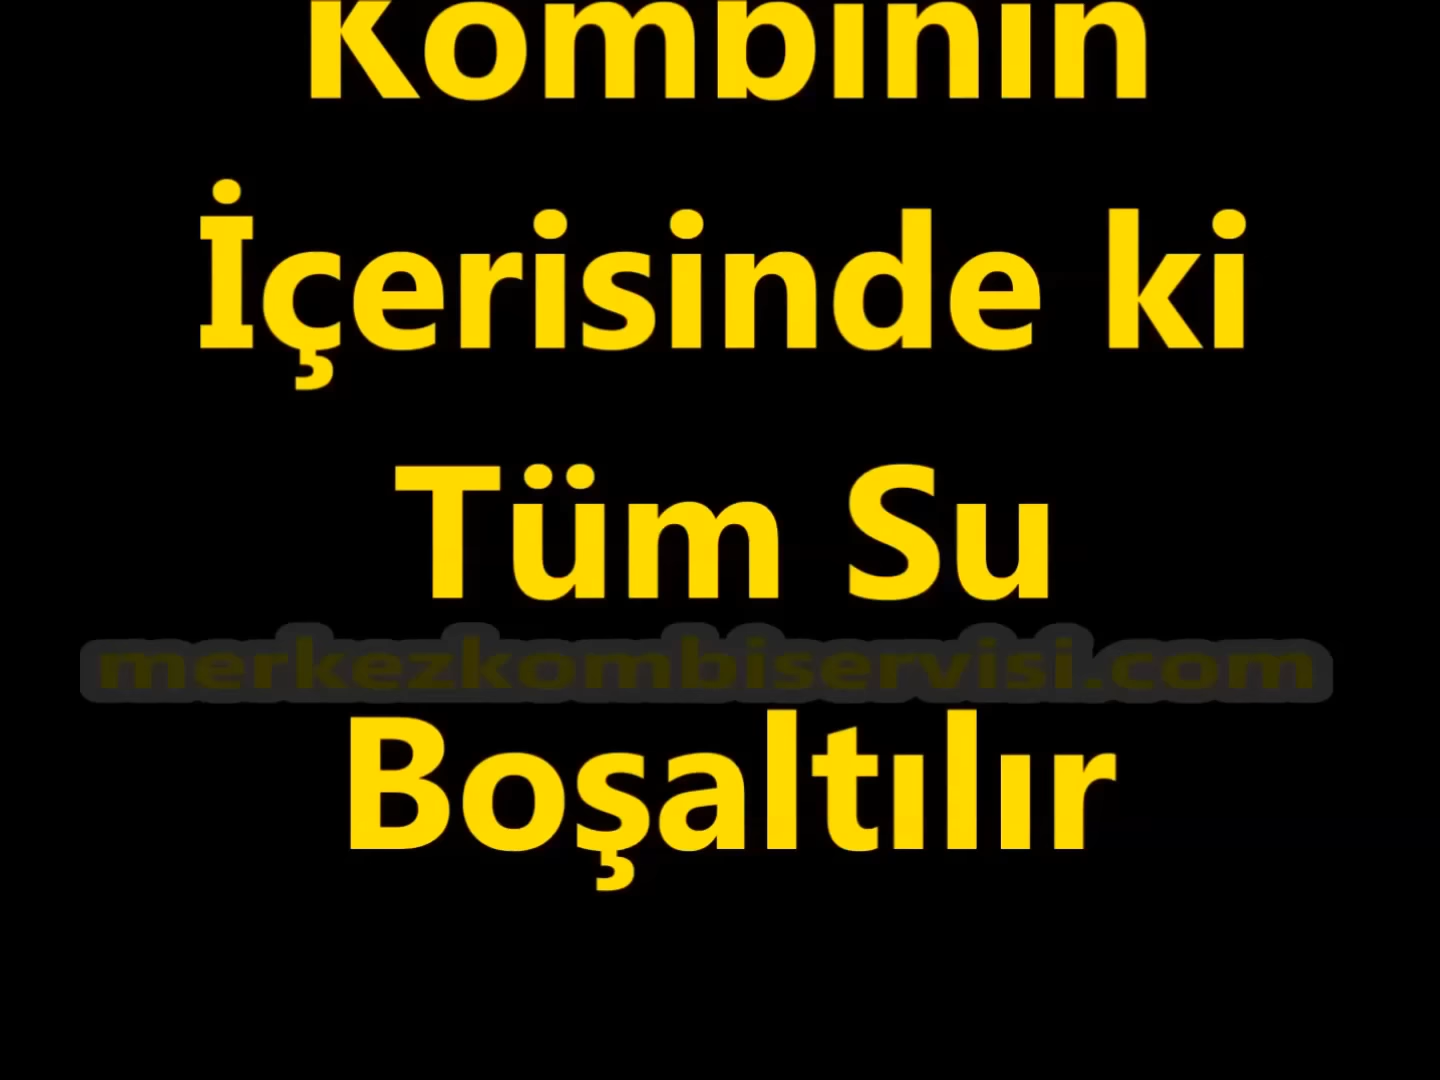 Kombinin
İçerisinde ki
Tüm Su
merkezkombiservisi.com
Boşaltılır